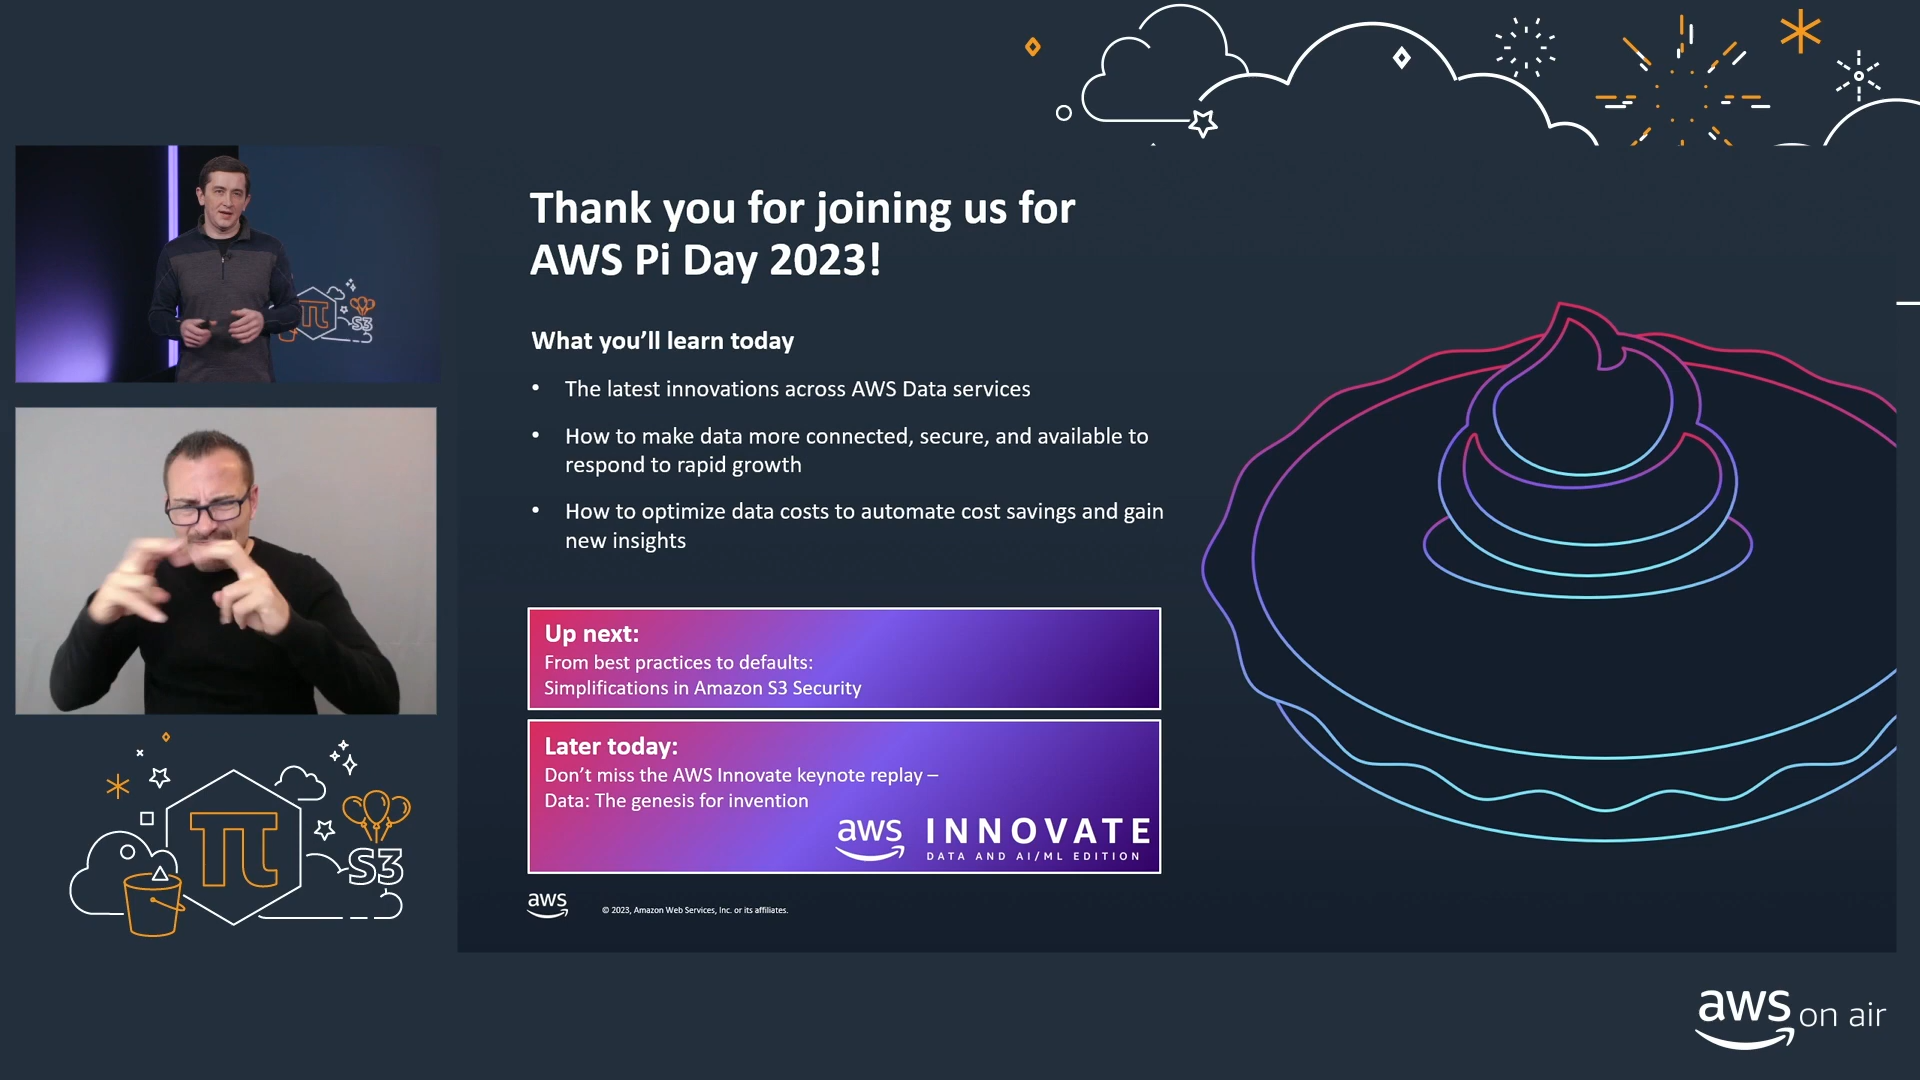 Thank you for joining us for
AWS Pi Day 2023!
What you’ll learn today
• The latest innovations across AWS Data services
• How to make data more connected, secure, and available to
respond to rapid growth
• How to optimize data costs to automate cost savings and gain
new insights
Up next:
From best practices to defaults:
Simplifications in Amazon S3 Security
Later today:
Don’t miss the AWS Innovate keynote replay –
Data: The genesis for invention
aws INNOVATE
DATA AND AI/ML EDITION
aws
© 2023, Amazon Web Services, Inc. or its affiliates.
π
S3
π
S3
aws on air